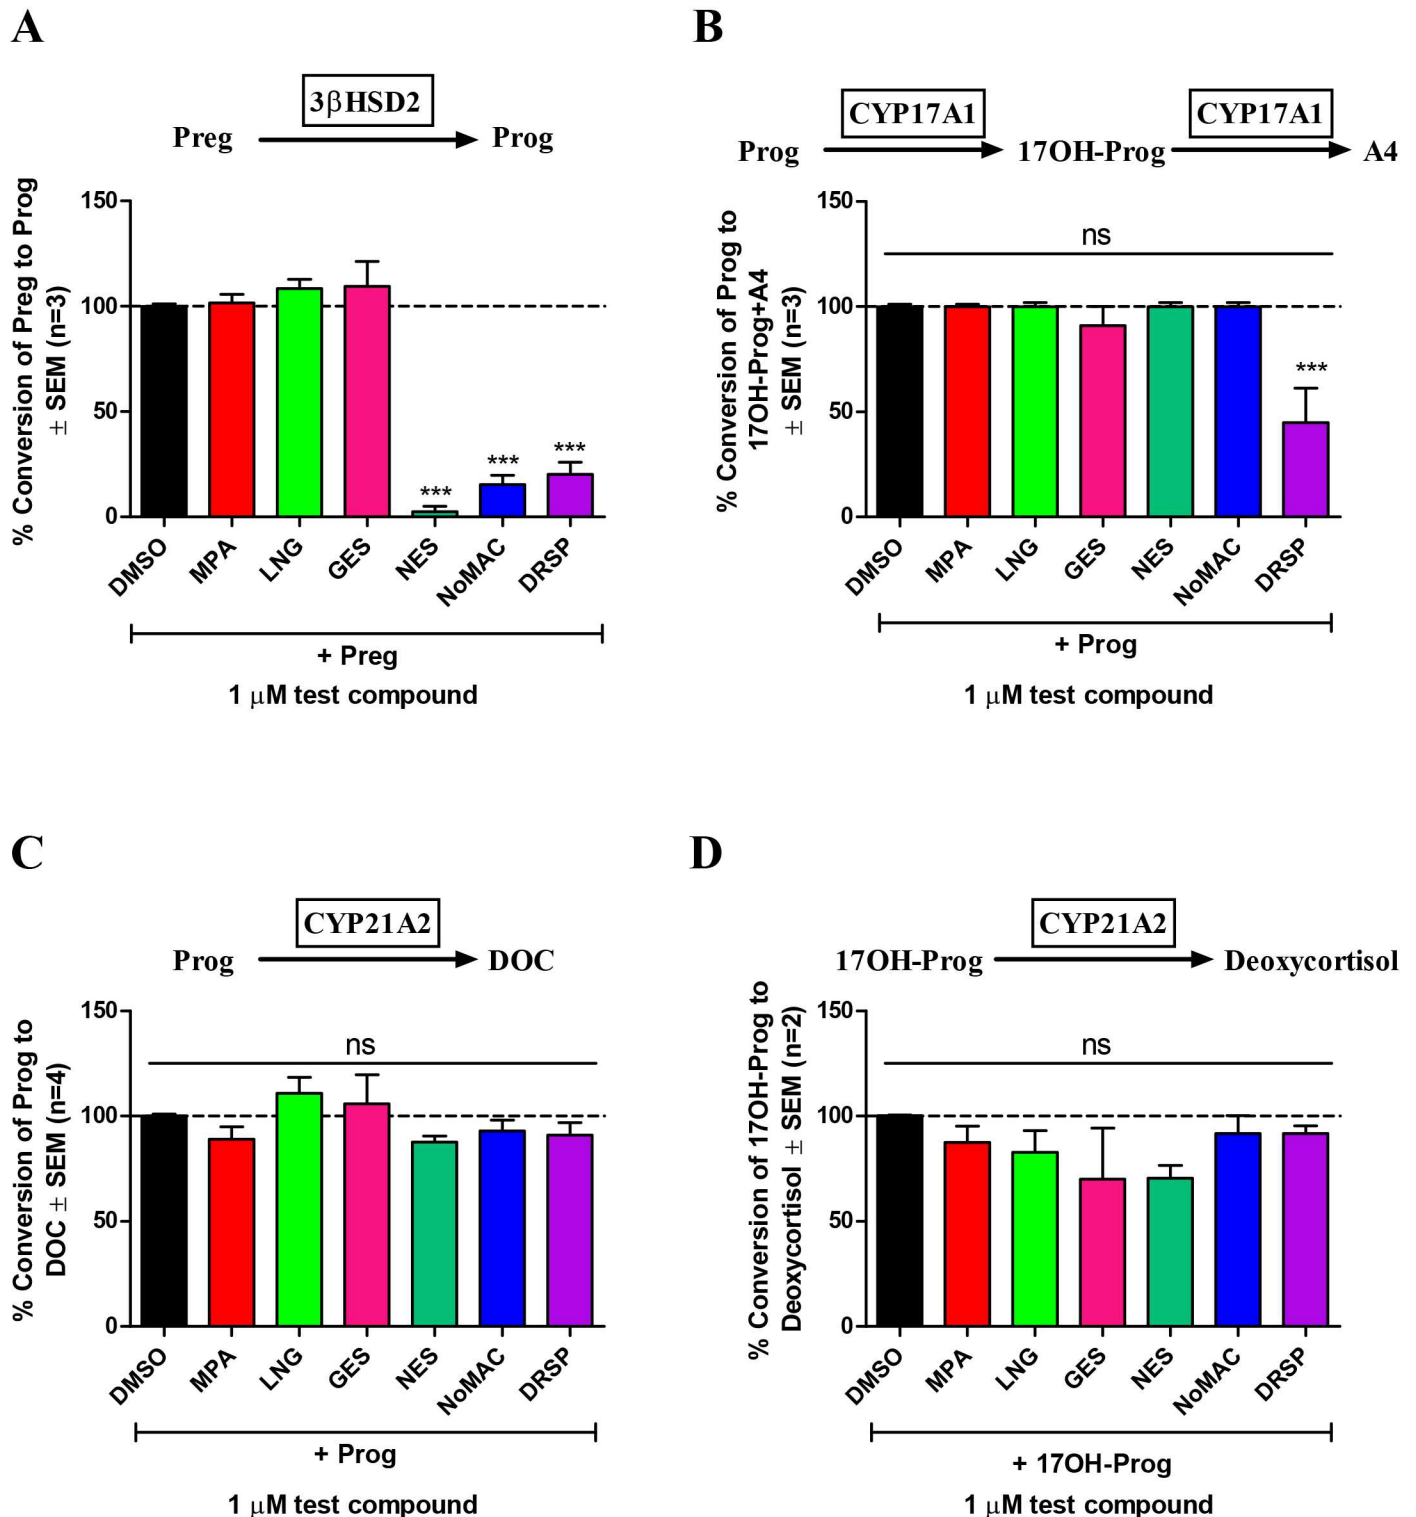 A
3βHSD2
Preg
Prog
% Conversion of Preg to Prog
± SEM (n=3)
150
100
50
0
***
***
***
DMSO
MPA
LNG
GES
NES
NoMAC
DRSP
+ Preg
1 μM test compound
B
CYP17A1
CYP17A1
Prog
17OH-Prog
A4
% Conversion of Prog to
17OH-Prog+A4
± SEM (n=3)
150
100
50
0
ns
***
DMSO
MPA
LNG
GES
NES
NoMAC
DRSP
+ Prog
1 μM test compound
C
CYP21A2
Prog
DOC
% Conversion of Prog to
DOC ± SEM (n=4)
150
100
50
0
ns
DMSO
MPA
LNG
GES
NES
NoMAC
DRSP
+ Prog
1 μM test compound
D
CYP21A2
17OH-Prog
Deoxycortisol
% Conversion of 17OH-Prog to
Deoxycortisol ± SEM (n=2)
150
100
50
0
ns
DMSO
MPA
LNG
GES
NES
NoMAC
DRSP
+ 17OH-Prog
1 μM test compound